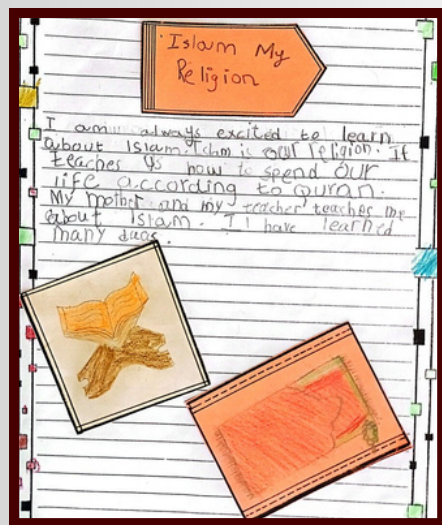 Islam My
Religion
I am always excited to learn
about Islam. Ichm is our religion. It
teaches us how to spend our
life according to Quran.
My mother and my teacher teaches me
about Islam. I I have learned
many duas.